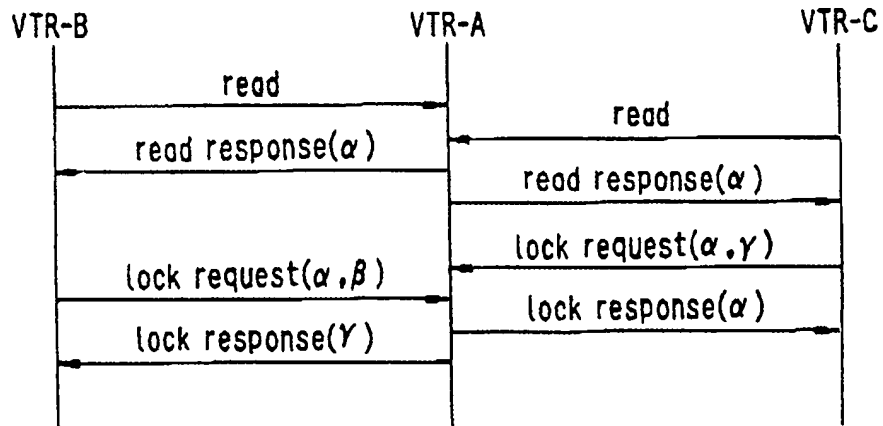 VTR-B VTR-A VTR-C
read
read
read response(α)
read response(α)
lock request(α,γ)
lock request(α,β)
lock response(α)
lock response(γ)